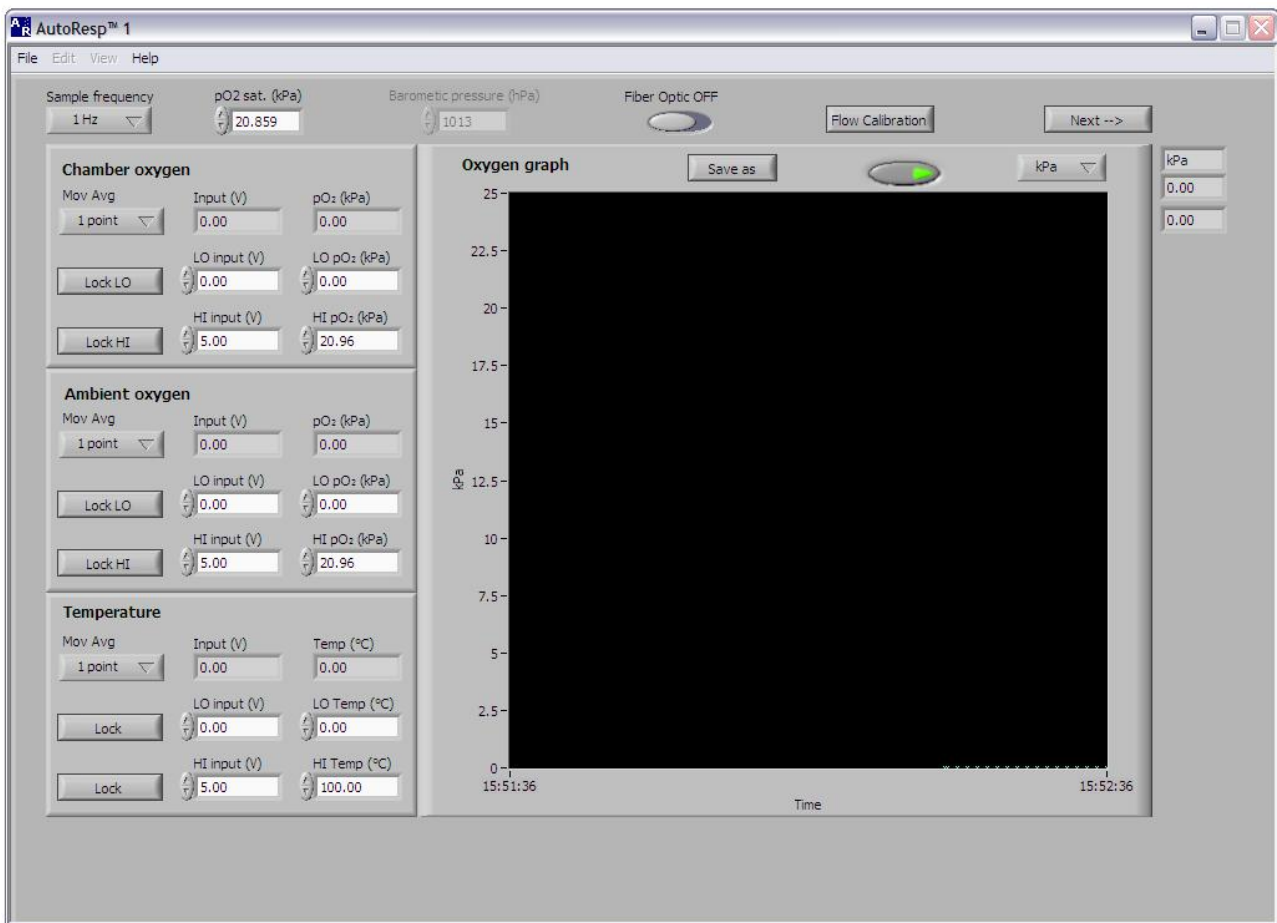 AR AutoResp™ 1
File Edit View Help
Sample frequency pO2 sat. (kPa) Barometic pressure (hPa) Fiber Optic OFF
1 Hz 20.859 1013 Flow Calibration Next -->
Chamber oxygen
Mov Avg Input (V) pO₂ (kPa)
1 point 0.00 0.00
LO input (V) LO pO₂ (kPa)
Lock LO 0.00 0.00
HI input (V) HI pO₂ (kPa)
Lock HI 5.00 20.96
Ambient oxygen
Mov Avg Input (V) pO₂ (kPa)
1 point 0.00 0.00
LO input (V) LO pO₂ (kPa)
Lock LO 0.00 0.00
HI input (V) HI pO₂ (kPa)
Lock HI 5.00 20.96
Temperature
Mov Avg Input (V) Temp (°C)
1 point 0.00 0.00
LO input (V) LO Temp (°C)
Lock 0.00 0.00
HI input (V) HI Temp (°C)
Lock 5.00 100.00
Oxygen graph Save as kPa
25
22.5
20
17.5
15
kPa 12.5
10
7.5
5
2.5
0
15:51:36 15:52:36
Time
kPa
0.00
0.00